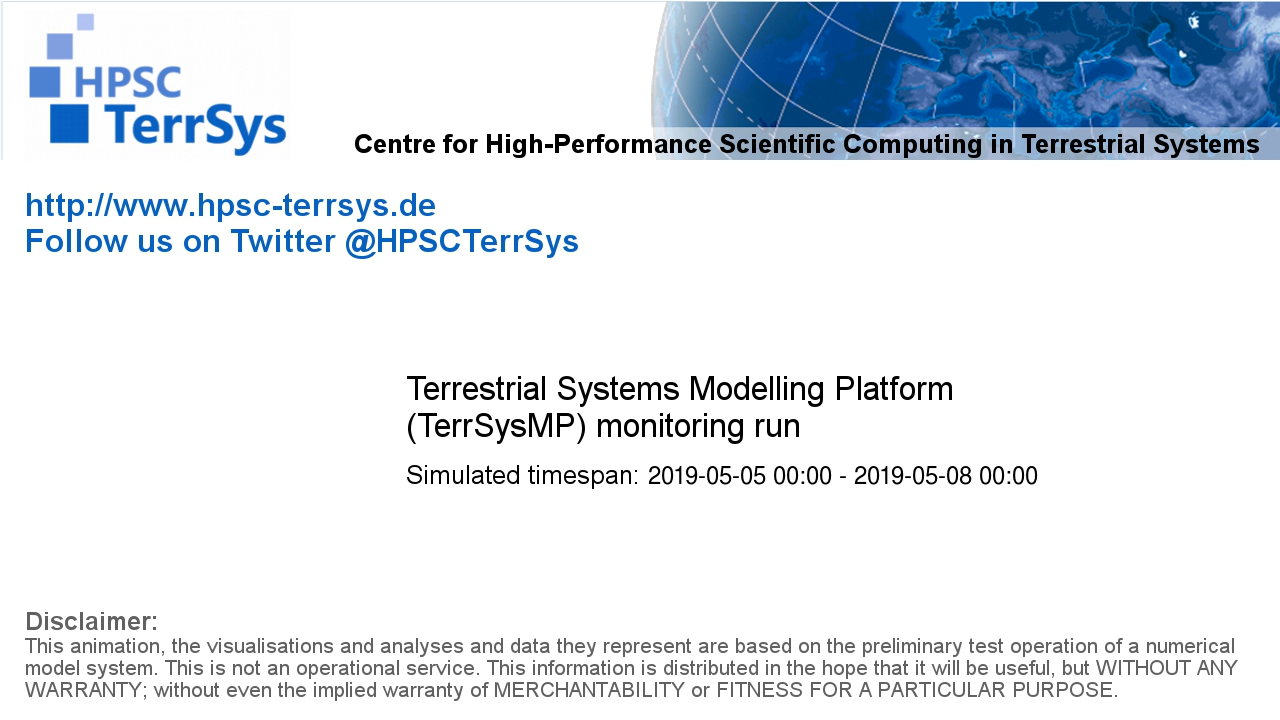 HPSC
TerrSys
Centre for High-Performance Scientific Computing in Terrestrial Systems
http://www.hpsc-terrsys.de
Follow us on Twitter @HPSCTerrSys
Terrestrial Systems Modelling Platform
(TerrSysMP) monitoring run
Simulated timespan: 2019-05-05 00:00 - 2019-05-08 00:00
Disclaimer:
This animation, the visualisations and analyses and data they represent are based on the preliminary test operation of a numerical
model system. This is not an operational service. This information is distributed in the hope that it will be useful, but WITHOUT ANY
WARRANTY; without even the implied warranty of MERCHANTABILITY or FITNESS FOR A PARTICULAR PURPOSE.